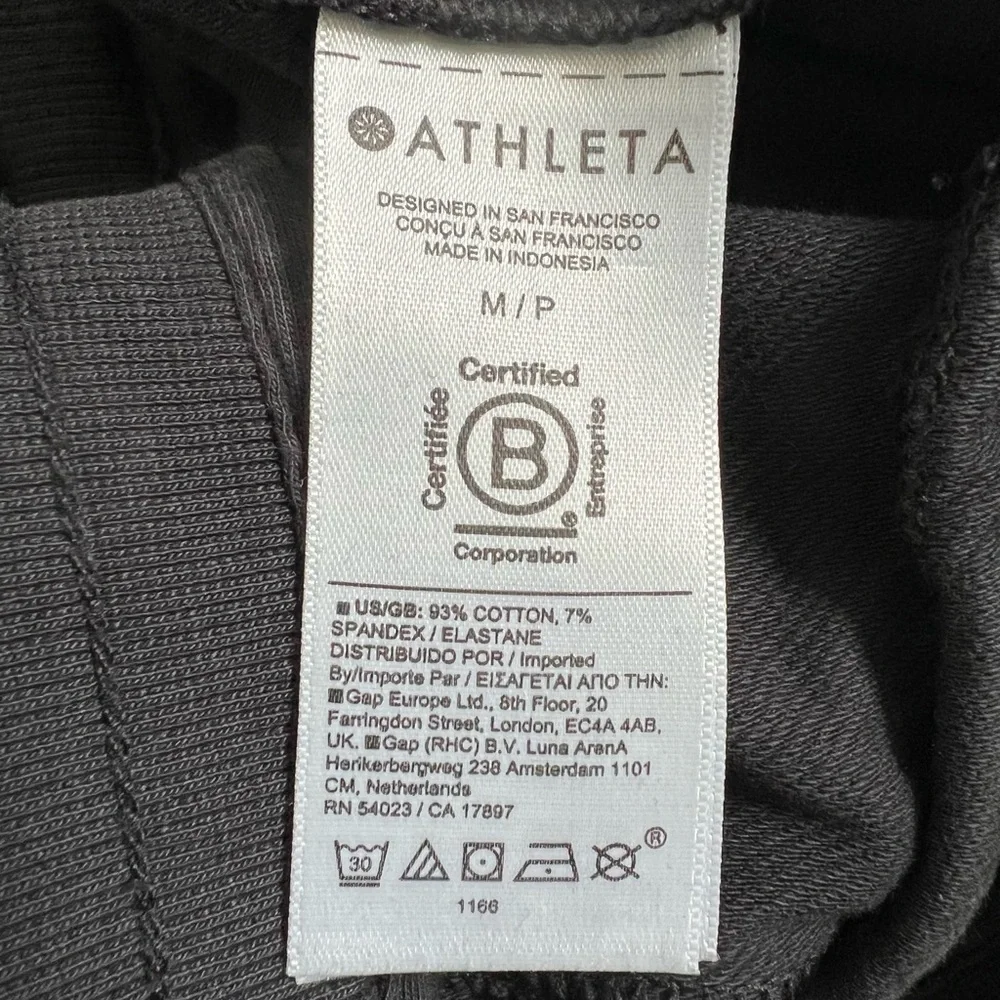 ATHLETA
DESIGNED IN SAN FRANCISCO
CONÇU À SAN FRANCISCO
MADE IN INDONESIA
M / P
Certified
Certifiée
B
Entreprise
®
Corporation
US/GB: 93% COTTON, 7%
SPANDEX / ELASTANE
DISTRIBUIDO POR / Imported
By/Importe Par / ΕΙΣΑΓΕΤΑΙ ΑΠΟ ΤΗΝ:
Gap Europe Ltd., 8th Floor, 20
Farringdon Street, London, EC4A 4AB,
UK. Gap (RHC) B.V. Luna ArenA
Herikerbergweg 238 Amsterdam 1101
CM, Netherlands
RN 54023 / CA 17897
30
®
1166